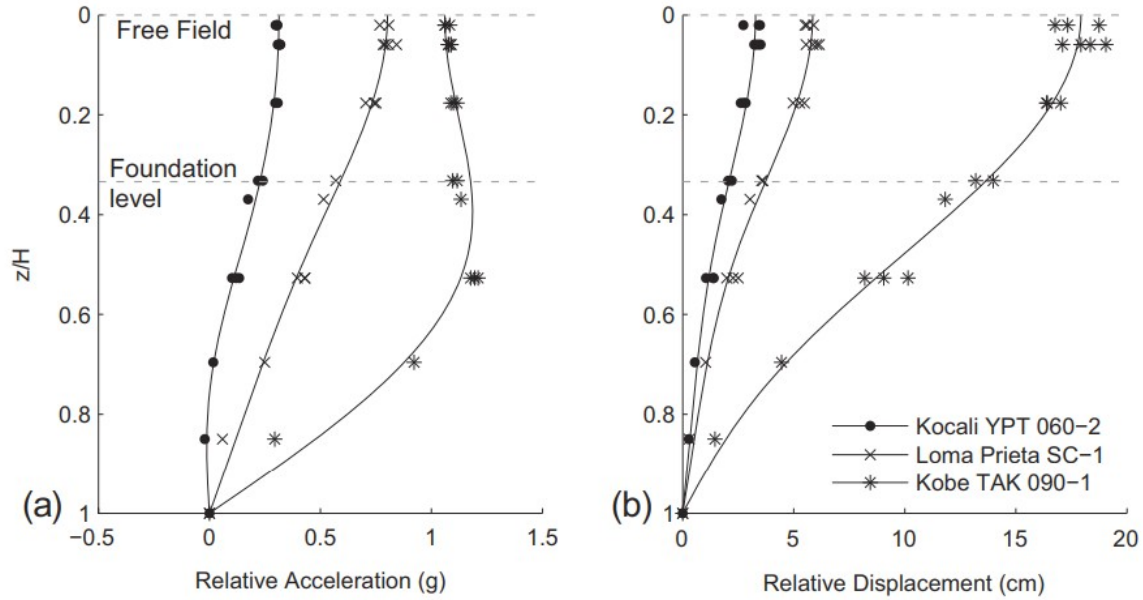 0
Free Field
0.2
Foundation
level
0.4
z/H
0.6
0.8
(a)
1
−0.5
0
0.5
1
1.5
Relative Acceleration (g)
0
0.2
0.4
0.6
0.8
Kocali YPT 060−2
Loma Prieta SC−1
Kobe TAK 090−1
(b)
1
0
5
10
15
20
Relative Displacement (cm)